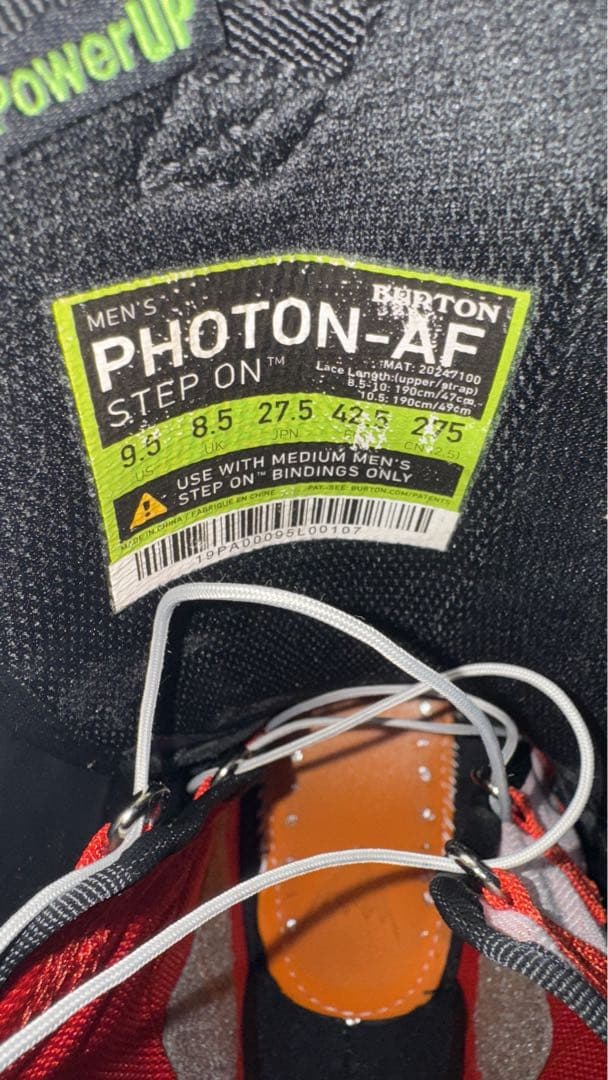 PowerUP
BURTON
MEN'S
PHOTON-AF
STEP ON™
MAT: 20247100
Lace Length:(upper/strap)
8.5-10: 190cm/47cm
10.5: 190cm/49cm
9.5 8.5 27.5 42.5 275
US UK JPN
USE WITH MEDIUM MEN'S
STEP ON™ BINDINGS ONLY
MADE IN CHINA / FABRIQUE EN CHINE PAT.-SEE: BURTON.COM/PATENTS
19PA00095L00107